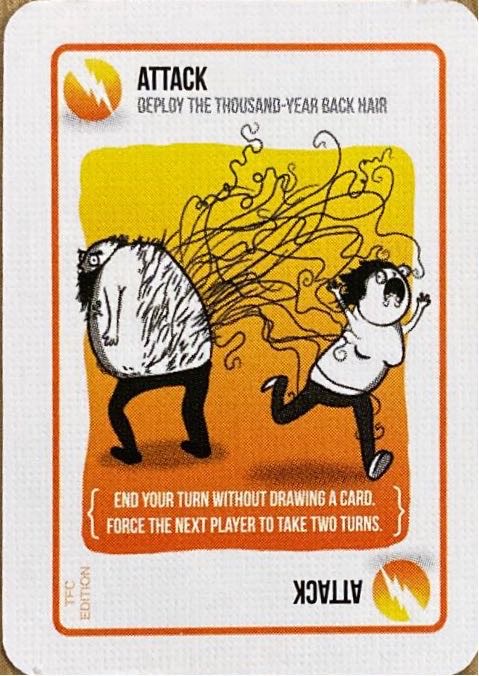 ATTACK
DEPLOY THE THOUSAND-YEAR BACK HAIR
END YOUR TURN WITHOUT DRAWING A CARD.
FORCE THE NEXT PLAYER TO TAKE TWO TURNS.
TFC
EDITION
ATTACK